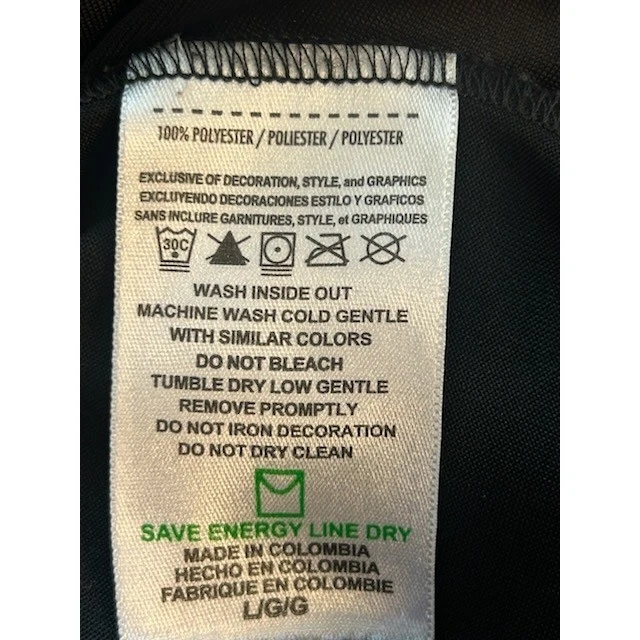 100% POLYESTER / POLIESTER / POLYESTER
EXCLUSIVE OF DECORATION, STYLE, and GRAPHICS
EXCLUYENDO DECORACIONES ESTILO Y GRAFICOS
SANS INCLURE GARNITURES, STYLE, et GRAPHIQUES
30C
WASH INSIDE OUT
MACHINE WASH COLD GENTLE
WITH SIMILAR COLORS
DO NOT BLEACH
TUMBLE DRY LOW GENTLE
REMOVE PROMPTLY
DO NOT IRON DECORATION
DO NOT DRY CLEAN
SAVE ENERGY LINE DRY
MADE IN COLOMBIA
HECHO EN COLOMBIA
FABRIQUE EN COLOMBIE
L/G/G